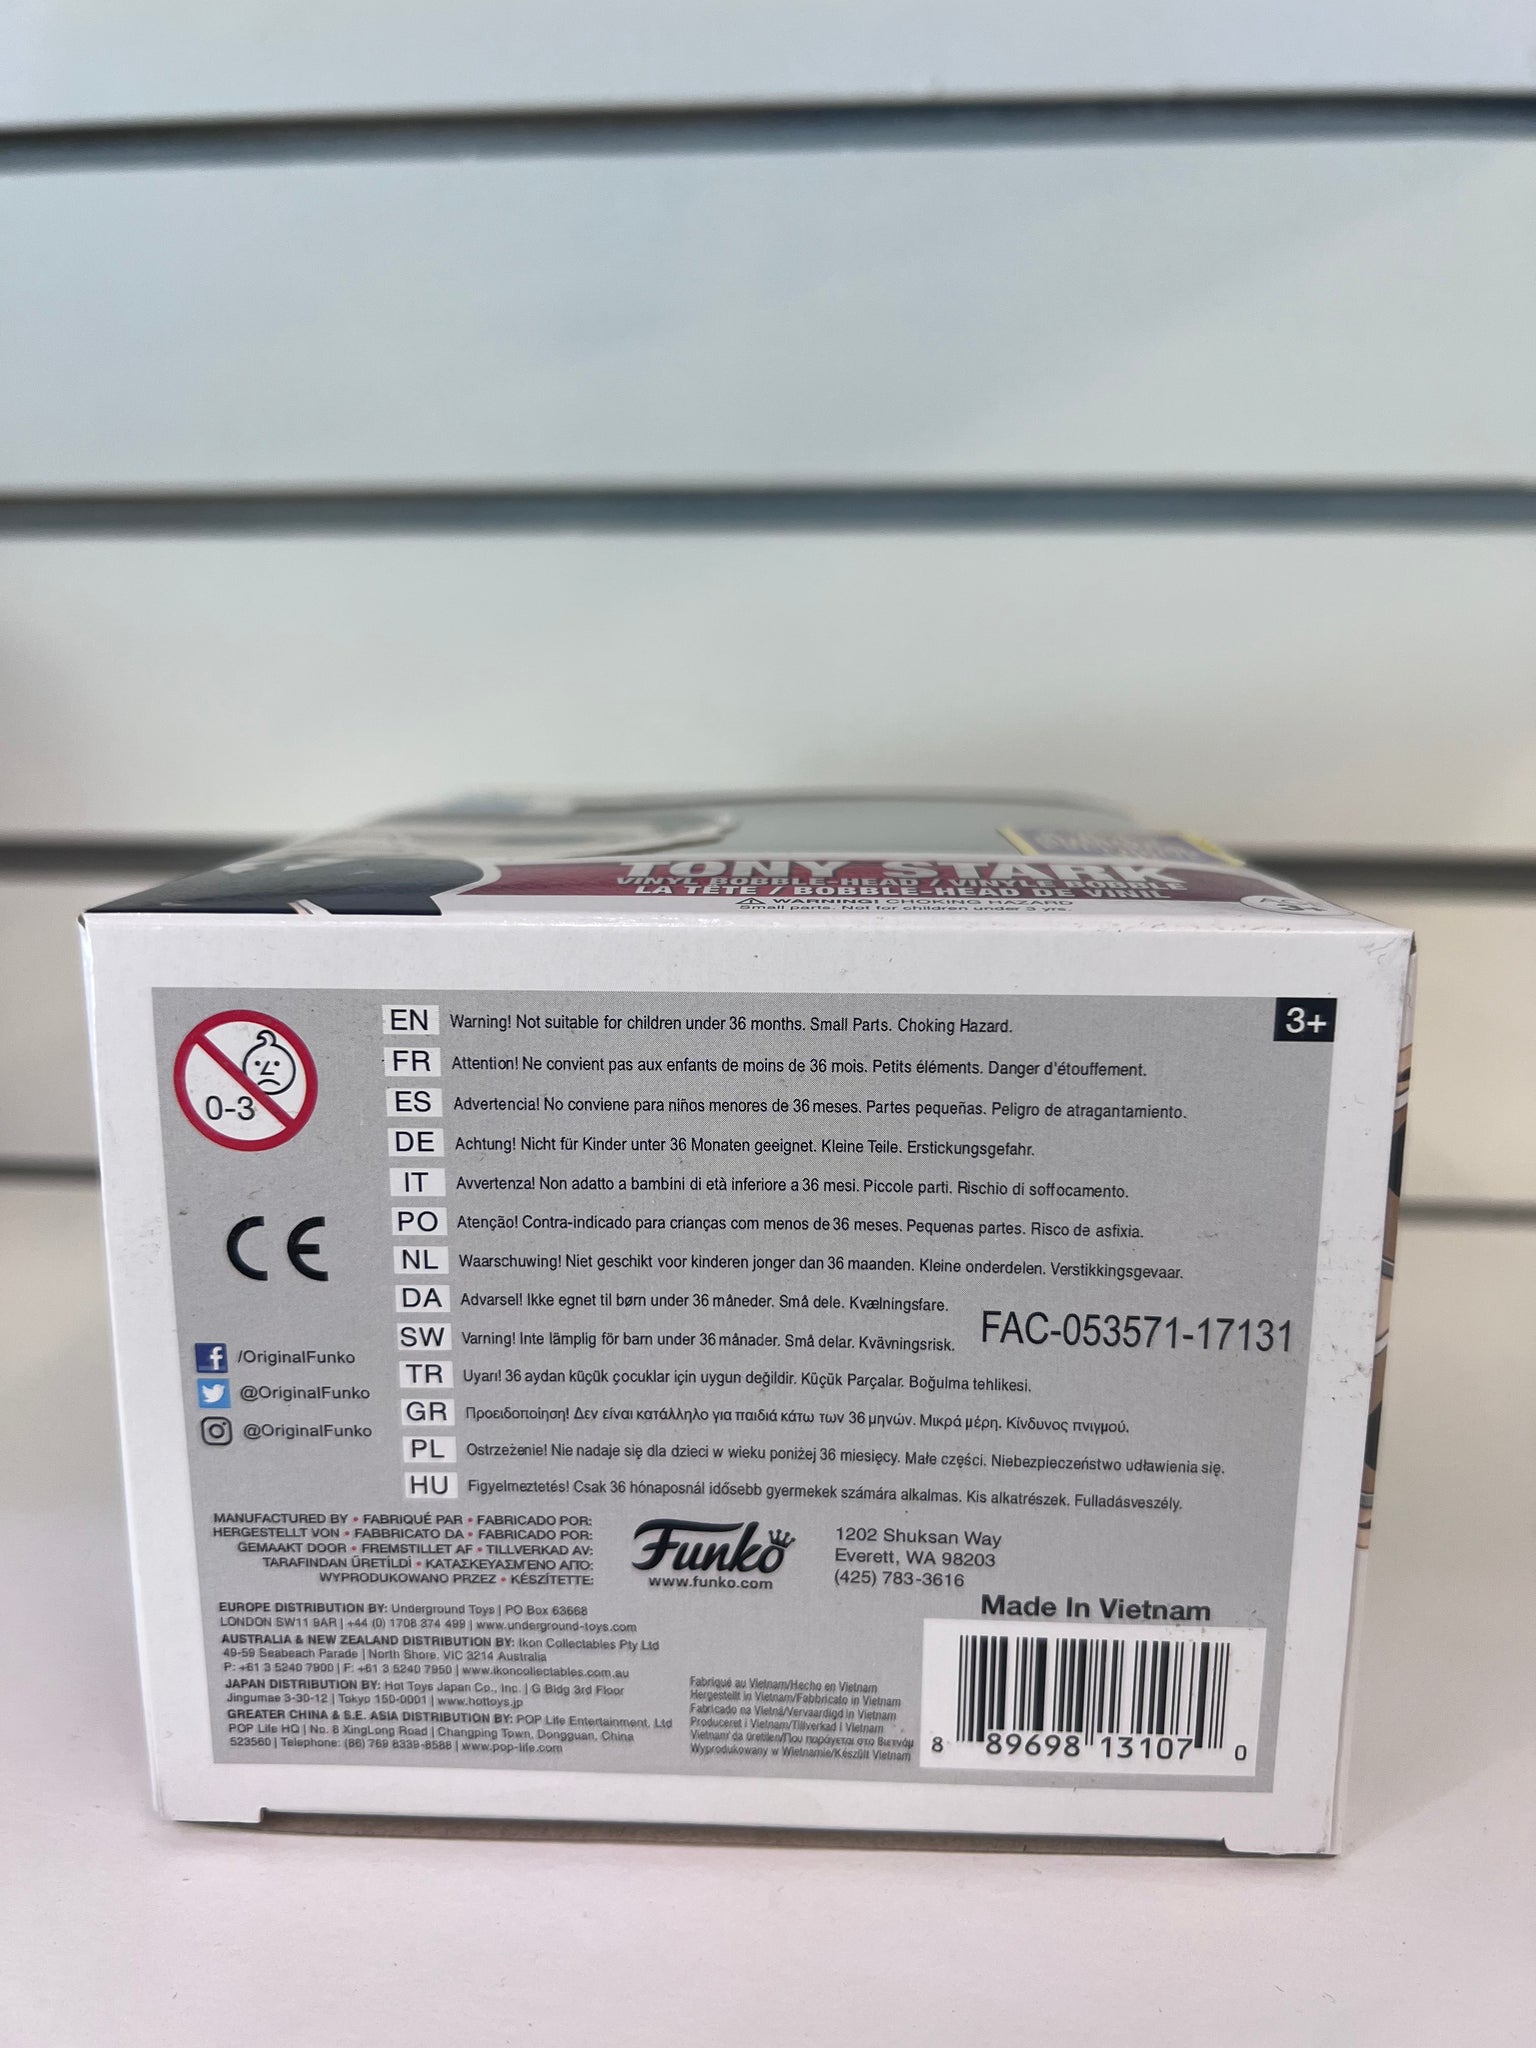 TONY STARK
VINYL BOBBLE-HEAD / VINYLE BOBBLE
LA TÊTE / BOBBLE-HEAD DE VINIL
WARNING! CHOKING HAZARD
Small parts. Not for children under 3 yrs.
3+
0-3
EN Warning! Not suitable for children under 36 months. Small Parts. Choking Hazard.
3+
FR Attention! Ne convient pas aux enfants de moins de 36 mois. Petits éléments. Danger d'étouffement.
ES Advertencia! No conviene para niños menores de 36 meses. Partes pequeñas. Peligro de atragantamiento.
DE Achtung! Nicht für Kinder unter 36 Monaten geeignet. Kleine Teile. Erstickungsgefahr.
IT Avvertenza! Non adatto a bambini di età inferiore a 36 mesi. Piccole parti. Rischio di soffocamento.
PO Atenção! Contra-indicado para crianças com menos de 36 meses. Pequenas partes. Risco de asfixia.
NL Waarschuwing! Niet geschikt voor kinderen jonger dan 36 maanden. Kleine onderdelen. Verstikkingsgevaar.
DA Advarsel! Ikke egnet til børn under 36 måneder. Små dele. Kvælningsfare.
SW Varning! Inte lämplig för barn under 36 månader. Små delar. Kvävningsrisk.
FAC-053571-17131
TR Uyarı! 36 aydan küçük çocuklar için uygun değildir. Küçük Parçalar. Boğulma tehlikesi.
GR Προειδοποίηση! Δεν είναι κατάλληλο για παιδιά κάτω των 36 μηνών. Μικρά μέρη. Κίνδυνος πνιγμού.
PL Ostrzeżenie! Nie nadaje się dla dzieci w wieku poniżej 36 miesięcy. Małe części. Niebezpieczeństwo udławienia się.
HU Figyelmeztetés! Csak 36 hónaposnál idősebb gyermekek számára alkalmas. Kis alkatrészek. Fulladásveszély.
CE
/OriginalFunko
@OriginalFunko
@OriginalFunko
MANUFACTURED BY • FABRIQUÉ PAR • FABRICADO POR:
HERGESTELLT VON • FABBRICATO DA • FABRICADO POR:
GEMAAKT DOOR • FREMSTILLET AF • TILLVERKAD AV:
TARAFINDAN ÜRETİLDİ • ΚΑΤΑΣΚΕΥΑΣΜΈΝΟ ΑΠΌ:
WYPRODUKOWANO PRZEZ • KÉSZÍTETTE:
Funko
www.funko.com
1202 Shuksan Way
Everett, WA 98203
(425) 783-3616
EUROPE DISTRIBUTION BY: Underground Toys | PO Box 63668
LONDON SW11 9AR | +44 (0) 1708 374 499 | www.underground-toys.com
AUSTRALIA & NEW ZEALAND DISTRIBUTION BY: Ikon Collectables Pty Ltd
49-59 Seabeach Parade | North Shore, VIC 3214 Australia
P: +61 3 5240 7900 | F: +61 3 5240 7950 | www.ikoncollectables.com.au
JAPAN DISTRIBUTION BY: Hot Toys Japan Co., Inc. | G Bldg 3rd Floor
Jingumae 3-30-12 | Tokyo 150-0001 | www.hottoys.jp
GREATER CHINA & S.E. ASIA DISTRIBUTION BY: POP Life Entertainment, Ltd
POP Life HQ | No. 8 XingLong Road | Changping Town, Dongguan, China
523560 | Telephone: (86) 769 8339-8588 | www.pop-life.com
Fabriqué au Vietnam/Hecho en Vietnam
Hergestellt in Vietnam/Fabbricato in Vietnam
Fabricado na Vietnã/Vervaardigd in Vietnam
Produceret i Vietnam/Tillverkad i Vietnam
Vietnam'da üretilen/Που παράγεται στο Βιετνάμ
Wyprodukowany w Wietnamie/Készült Vietnam
Made In Vietnam
8 89698 13107 0